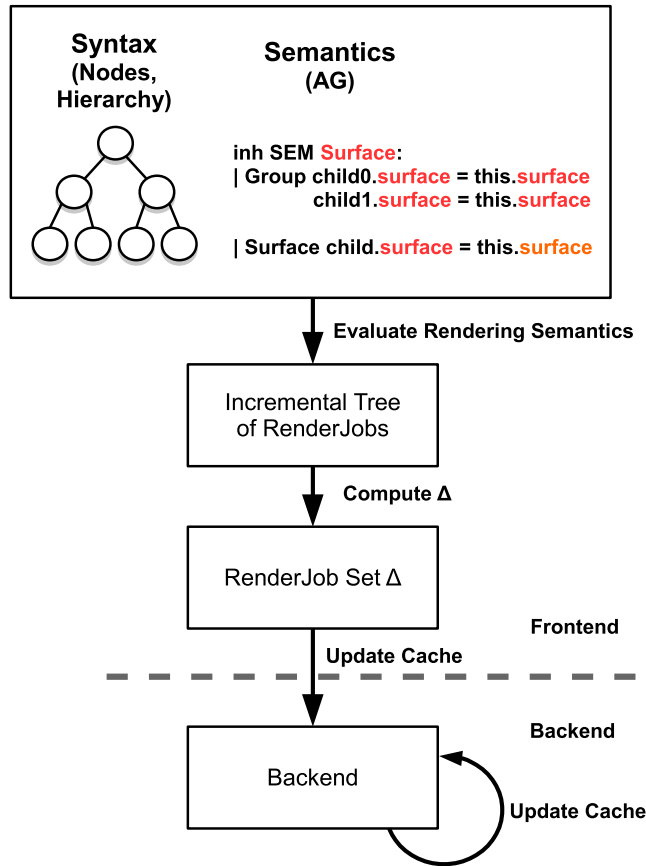 Syntax
(Nodes,
Hierarchy)
Semantics
(AG)
inh SEM Surface:
| Group child0.surface = this.surface
child1.surface = this.surface
| Surface child.surface = this.surface
Evaluate Rendering Semantics
Incremental Tree
of RenderJobs
Compute Δ
RenderJob Set Δ
Frontend
Update Cache
Backend
Backend
Update Cache